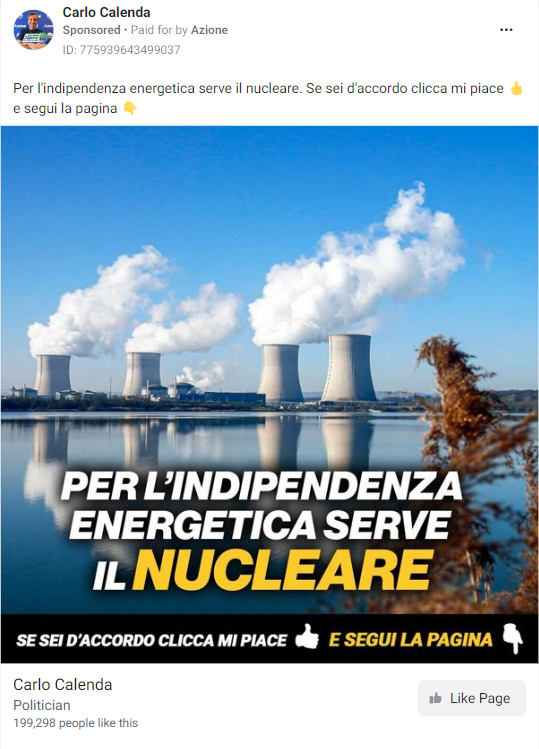 Carlo Calenda
Sponsored • Paid for by Azione
ID: 775939643499037
Per l'indipendenza energetica serve il nucleare. Se sei d'accordo clicca mi piace 👍
e segui la pagina 👇
PER L'INDIPENDENZA
ENERGETICA SERVE
IL NUCLEARE
SE SEI D'ACCORDO CLICCA MI PIACE 👍 E SEGUI LA PAGINA 👇
Carlo Calenda
Politician
199,298 people like this
Like Page